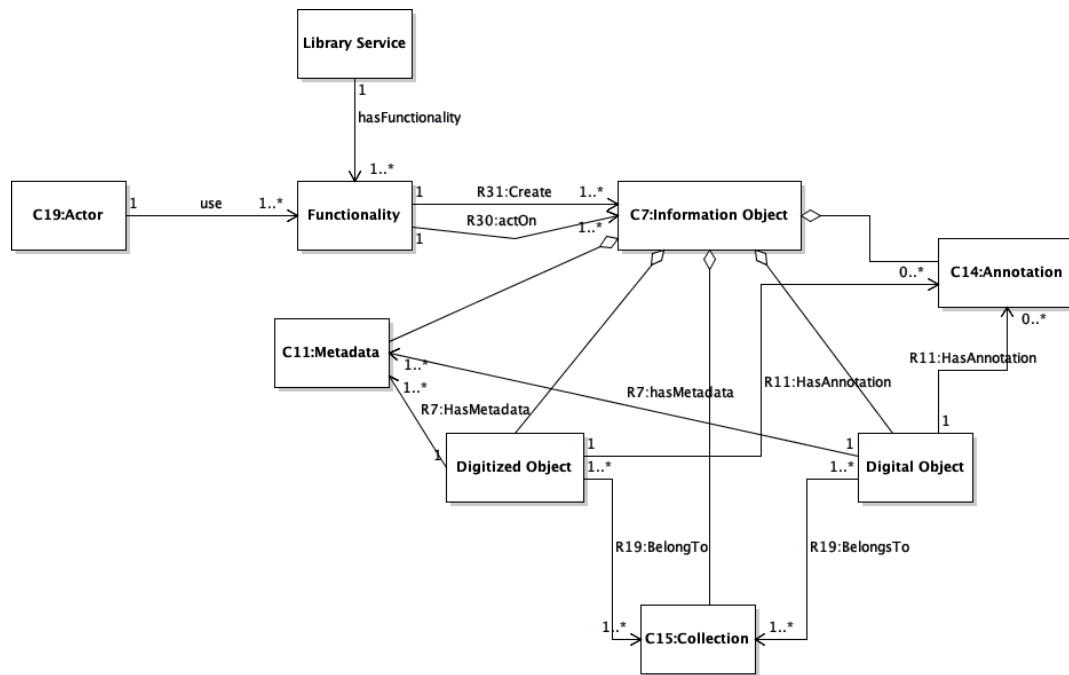 Library Service
1
hasFunctionality
1..*
C19:Actor
1
use
1..*
Functionality
1
R31:Create
1..*
C7:Information Object
R30:actOn
1..*
1
C14:Annotation
0..*
0..*
C11:Metadata
1..*
R11:HasAnnotation
R11:HasAnnotation
1..*
R7:hasMetadata
R7:HasMetadata
1
1
1
1
Digitized Object
1..*
1..*
Digital Object
R19:BelongTo
R19:BelongsTo
1..*
C15:Collection
1..*